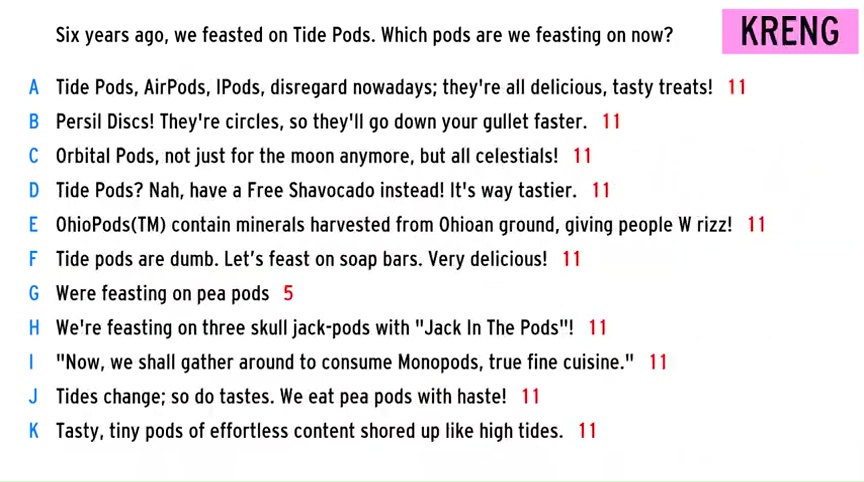 Six years ago, we feasted on Tide Pods. Which pods are we feasting on now?
KRENG
A Tide Pods, AirPods, IPods, disregard nowadays; they're all delicious, tasty treats! 11
B Persil Discs! They're circles, so they'll go down your gullet faster. 11
C Orbital Pods, not just for the moon anymore, but all celestials! 11
D Tide Pods? Nah, have a Free Shavocado instead! It's way tastier. 11
E OhioPods(TM) contain minerals harvested from Ohioan ground, giving people W rizz! 11
F Tide pods are dumb. Let’s feast on soap bars. Very delicious! 11
G Were feasting on pea pods 5
H We're feasting on three skull jack-pods with "Jack In The Pods"! 11
I "Now, we shall gather around to consume Monopods, true fine cuisine." 11
J Tides change; so do tastes. We eat pea pods with haste! 11
K Tasty, tiny pods of effortless content shored up like high tides. 11